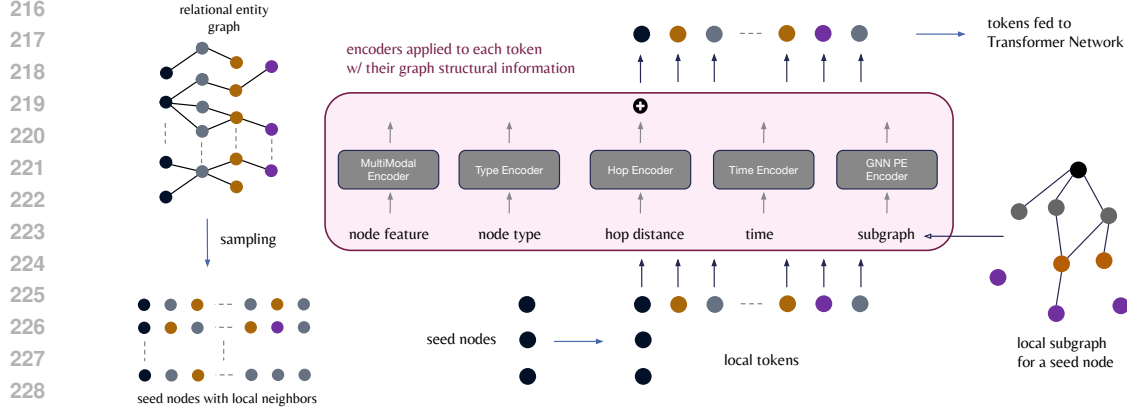 216
217
218
219
220
221
222
223
224
225
226
227
228
relational entity
graph
sampling
seed nodes with local neighbors
encoders applied to each token
w/ their graph structural information
tokens fed to
Transformer Network
MultiModal
Encoder
Type Encoder
Hop Encoder
Time Encoder
GNN PE
Encoder
node feature
node type
hop distance
time
subgraph
seed nodes
local tokens
local subgraph
for a seed node